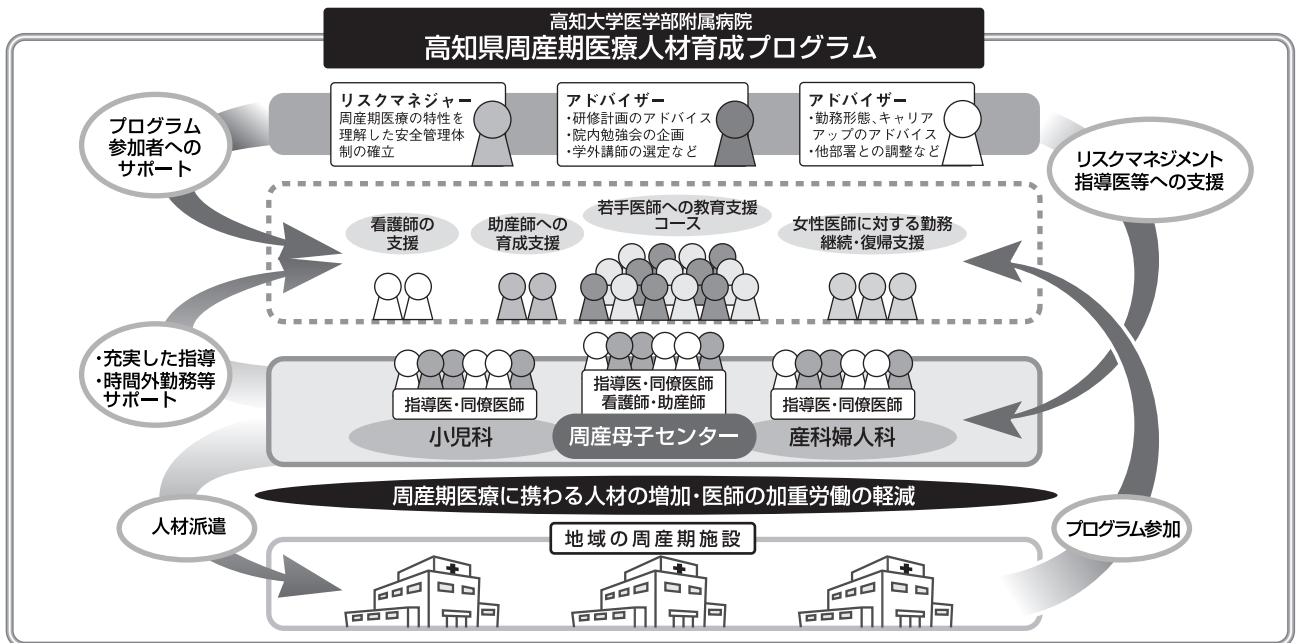 高知大学医学部附属病院
高知県周産期医療人材育成プログラム
リスクマネジャー
周産期医療の特性を
理解した安全管理体
制の確立
アドバイザー
・研修計画のアドバイス
・院内勉強会の企画
・学外講師の選定など
アドバイザー
・勤務形態、キャリア
アップのアドバイス
・他部署との調整など
プログラム
参加者への
サポート
リスクマネジメント
指導医等への支援
看護師の
支援
助産師への
育成支援
若手医師への教育支援
コース
女性医師に対する勤務
継続・復帰支援
・充実した指導
・時間外勤務等
サポート
指導医・同僚医師
小児科
指導医・同僚医師
看護師・助産師
周産母子センター
指導医・同僚医師
産科婦人科
周産期医療に携わる人材の増加・医師の加重労働の軽減
人材派遣
プログラム参加
地域の周産期施設